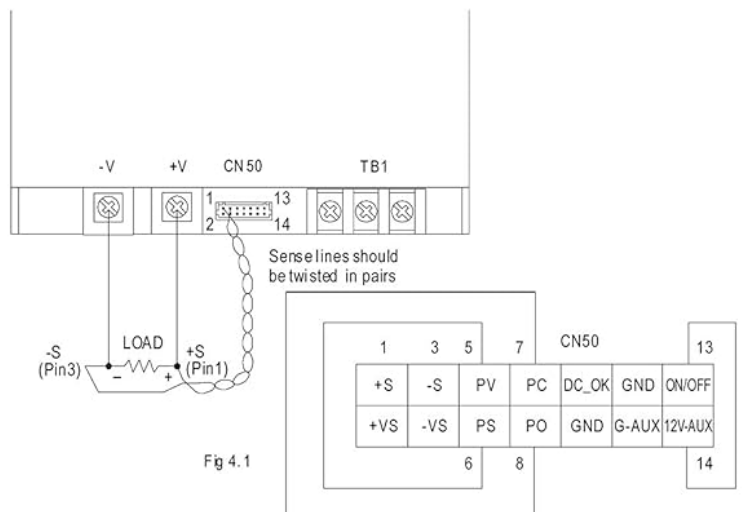 -V +V CN50 TB1
1 13
2 14
Sense lines should
be twisted in pairs
-S
(Pin3)
LOAD
+S
(Pin1)
- +
Fig 4.1
CN50
1 3 5 7 13
+S -S PV PC DC_OK GND ON/OFF
+VS -VS PS PO GND G-AUX 12V-AUX
6 8 14